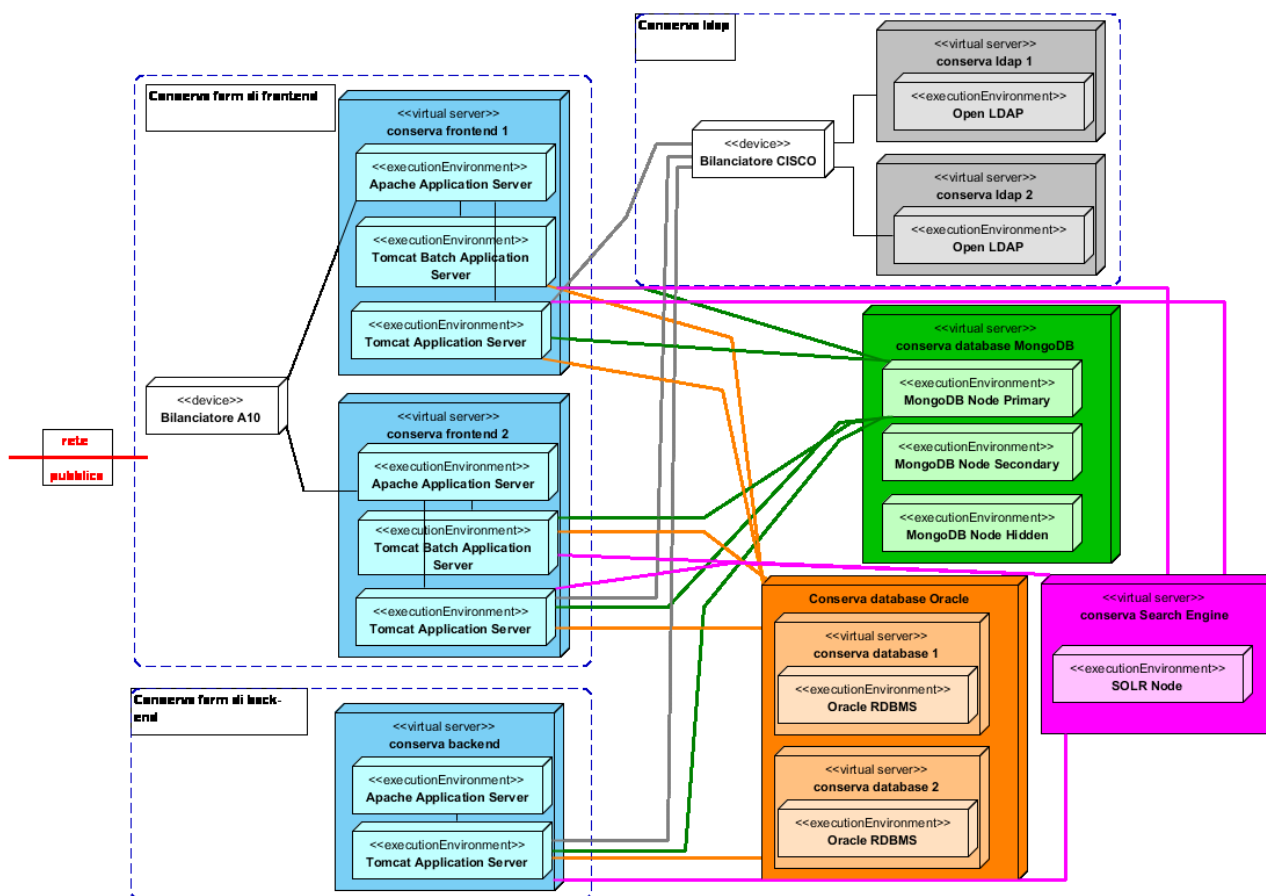 Conserva ldap
<<virtual server>>
conserva ldap 1
<<executionEnvironment>>
Open LDAP
<<device>>
Bilanciatore CISCO
<<virtual server>>
conserva ldap 2
<<executionEnvironment>>
Open LDAP
Conserva farm di frontend
<<virtual server>>
conserva frontend 1
<<executionEnvironment>>
Apache Application Server
<<executionEnvironment>>
Tomcat Batch Application
Server
<<executionEnvironment>>
Tomcat Application Server
<<device>>
Bilanciatore A10
rete
pubblica
<<virtual server>>
conserva frontend 2
<<executionEnvironment>>
Apache Application Server
<<executionEnvironment>>
Tomcat Batch Application
Server
<<executionEnvironment>>
Tomcat Application Server
<<virtual server>>
conserva database MongoDB
<<executionEnvironment>>
MongoDB Node Primary
<<executionEnvironment>>
MongoDB Node Secondary
<<executionEnvironment>>
MongoDB Node Hidden
Conserva database Oracle
<<virtual server>>
conserva database 1
<<executionEnvironment>>
Oracle RDBMS
<<virtual server>>
conserva database 2
<<executionEnvironment>>
Oracle RDBMS
<<virtual server>>
conserva Search Engine
<<executionEnvironment>>
SOLR Node
Conserva farm di back-
end
<<virtual server>>
conserva backend
<<executionEnvironment>>
Apache Application Server
<<executionEnvironment>>
Tomcat Application Server